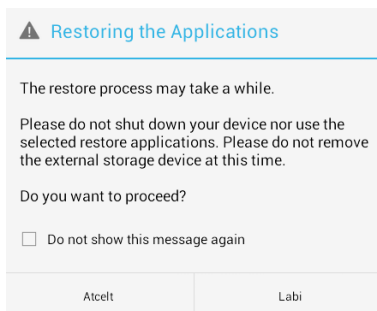 Restoring the Applications
The restore process may take a while.
Please do not shut down your device nor use the
selected restore applications. Please do not remove
the external storage device at this time.
Do you want to proceed?
Do not show this message again
Atcelt
Labi